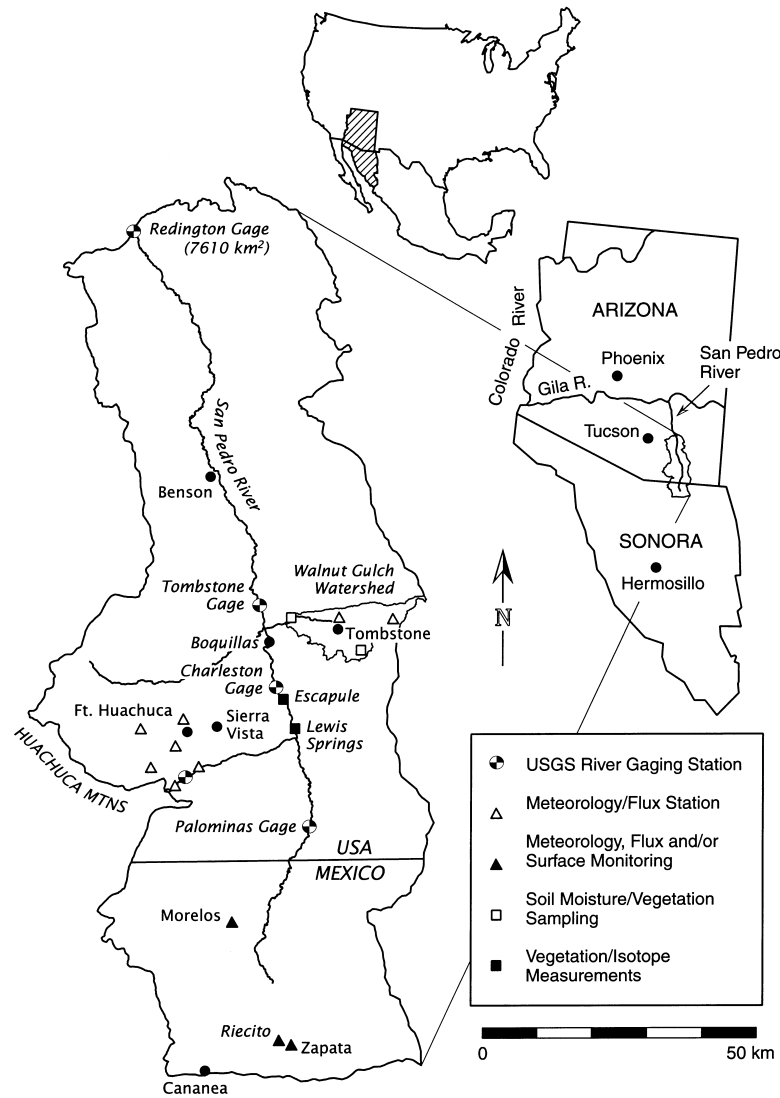 Redington Gage
(7610 km²)
San Pedro River
Benson
Tombstone
Gage
Walnut Gulch
Watershed
Boquillas
Tombstone
Charleston
Gage
Escapule
Ft. Huachuca
Sierra
Vista
Lewis
Springs
HUACHUCA MTNS
Palominas Gage
USA
MEXICO
Morelos
Riecito
Zapata
Cananea
Colorado River
ARIZONA
Phoenix
San Pedro
River
Gila R.
Tucson
SONORA
Hermosillo
N
USGS River Gaging Station
Meteorology/Flux Station
Meteorology, Flux and/or
Surface Monitoring
Soil Moisture/Vegetation
Sampling
Vegetation/Isotope
Measurements
0 50 km